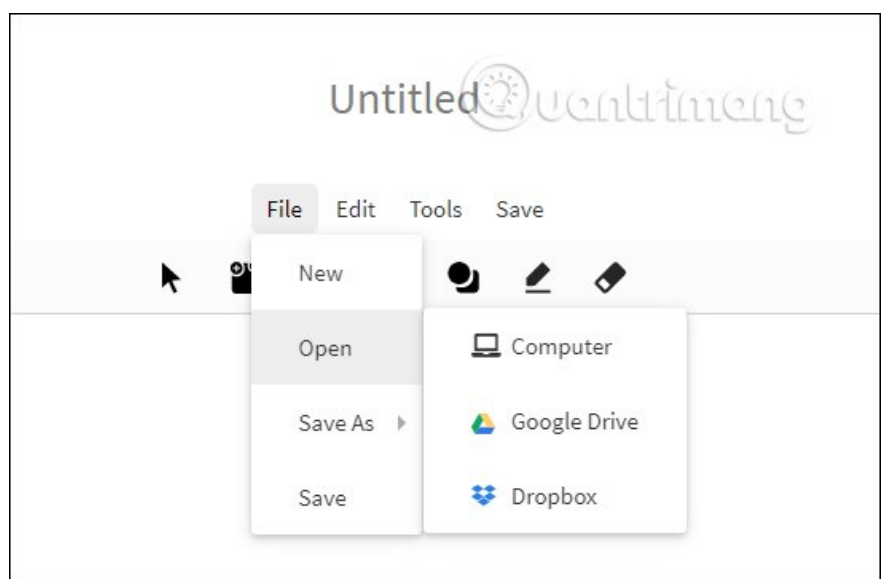 Untitled
Quantrimang
File Edit Tools Save
New
Open
Computer
Save As
Google Drive
Save
Dropbox